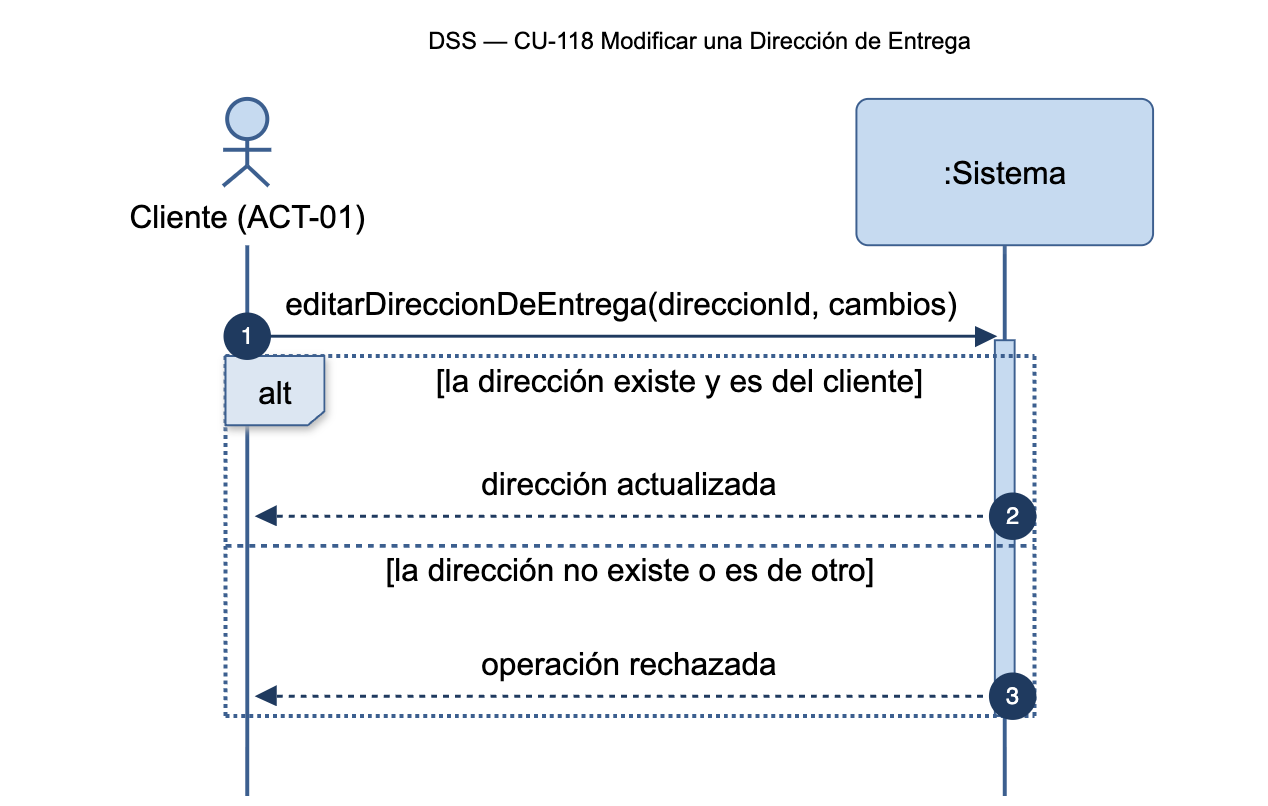 DSS — CU-118 Modificar una Dirección de Entrega
Cliente (ACT-01)
:Sistema
editarDireccionDeEntrega(direccionId, cambios)
1
alt
[la dirección existe y es del cliente]
dirección actualizada
2
[la dirección no existe o es de otro]
operación rechazada
3